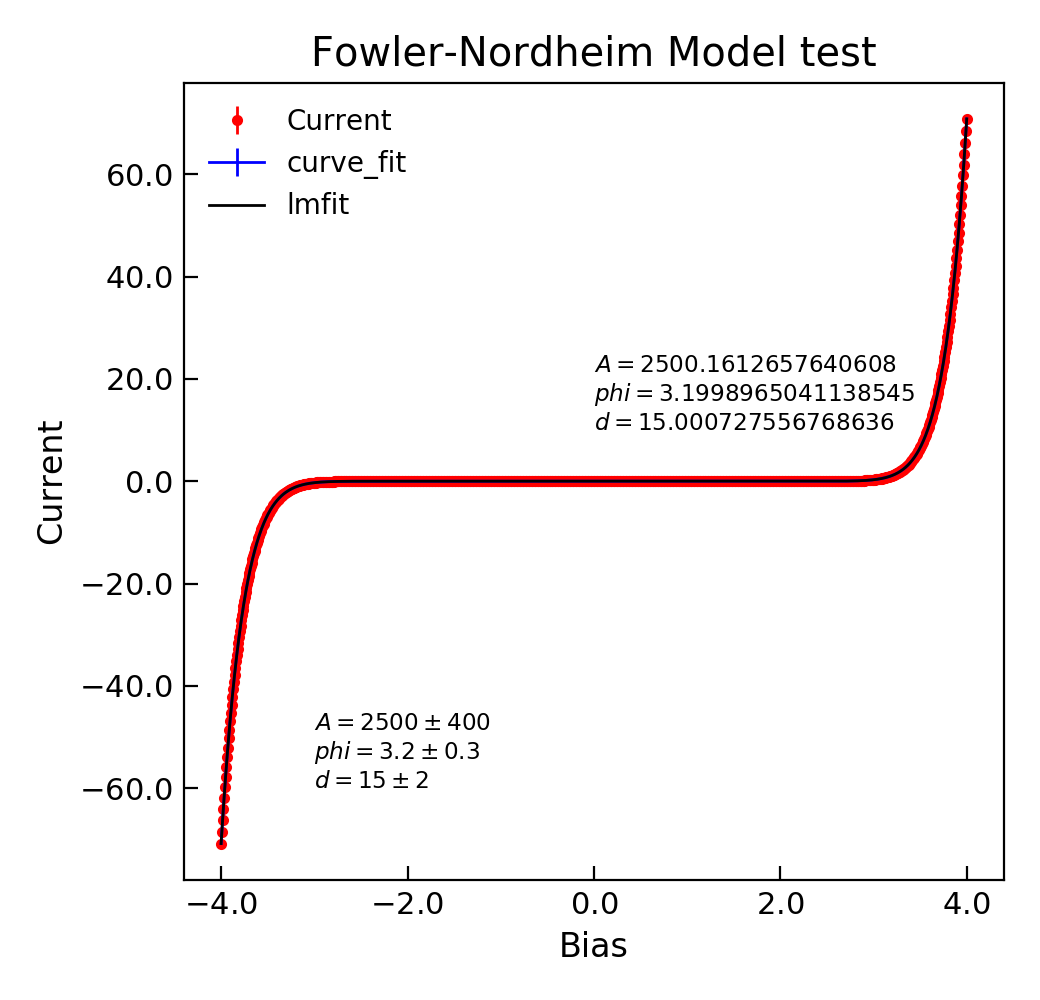 Fowler-Nordheim Model test
Current
curve_fit
lmfit
60.0
40.0
20.0
0.0
−20.0
−40.0
−60.0
Current
A = 2500.1612657640608
phi = 3.1998965041138545
d = 15.000727556768636
A = 2500 ± 400
phi = 3.2 ± 0.3
d = 15 ± 2
−4.0
−2.0
0.0
2.0
4.0
Bias